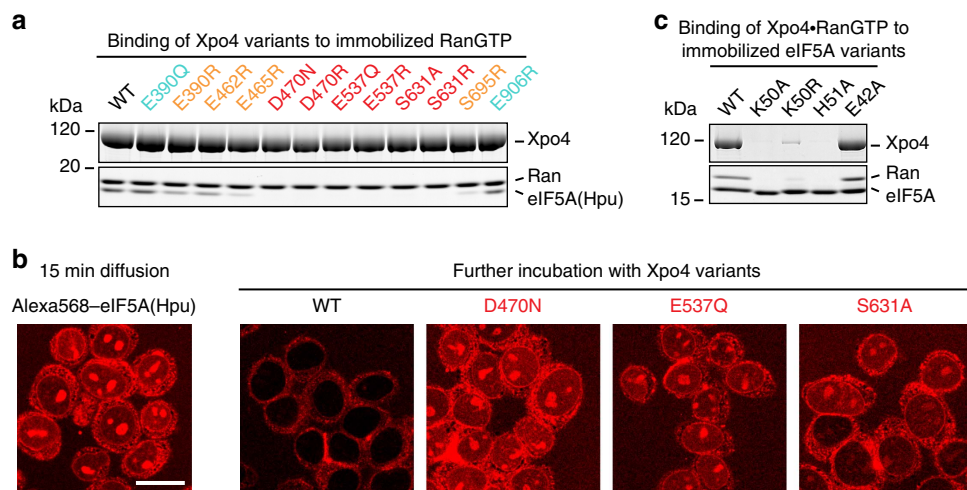 a
Binding of Xpo4 variants to immobilized RanGTP
WT E390Q E390R E462R E465R D470N D470R E537Q E537R S631A S631R S695R E906R
kDa
120
Xpo4
20
Ran
eIF5A(Hpu)
c
Binding of Xpo4•RanGTP to
immobilized eIF5A variants
WT K50A K50R H51A E42A
kDa
120
Xpo4
Ran
eIF5A
15
b
15 min diffusion
Further incubation with Xpo4 variants
Alexa568–eIF5A(Hpu)
WT D470N E537Q S631A